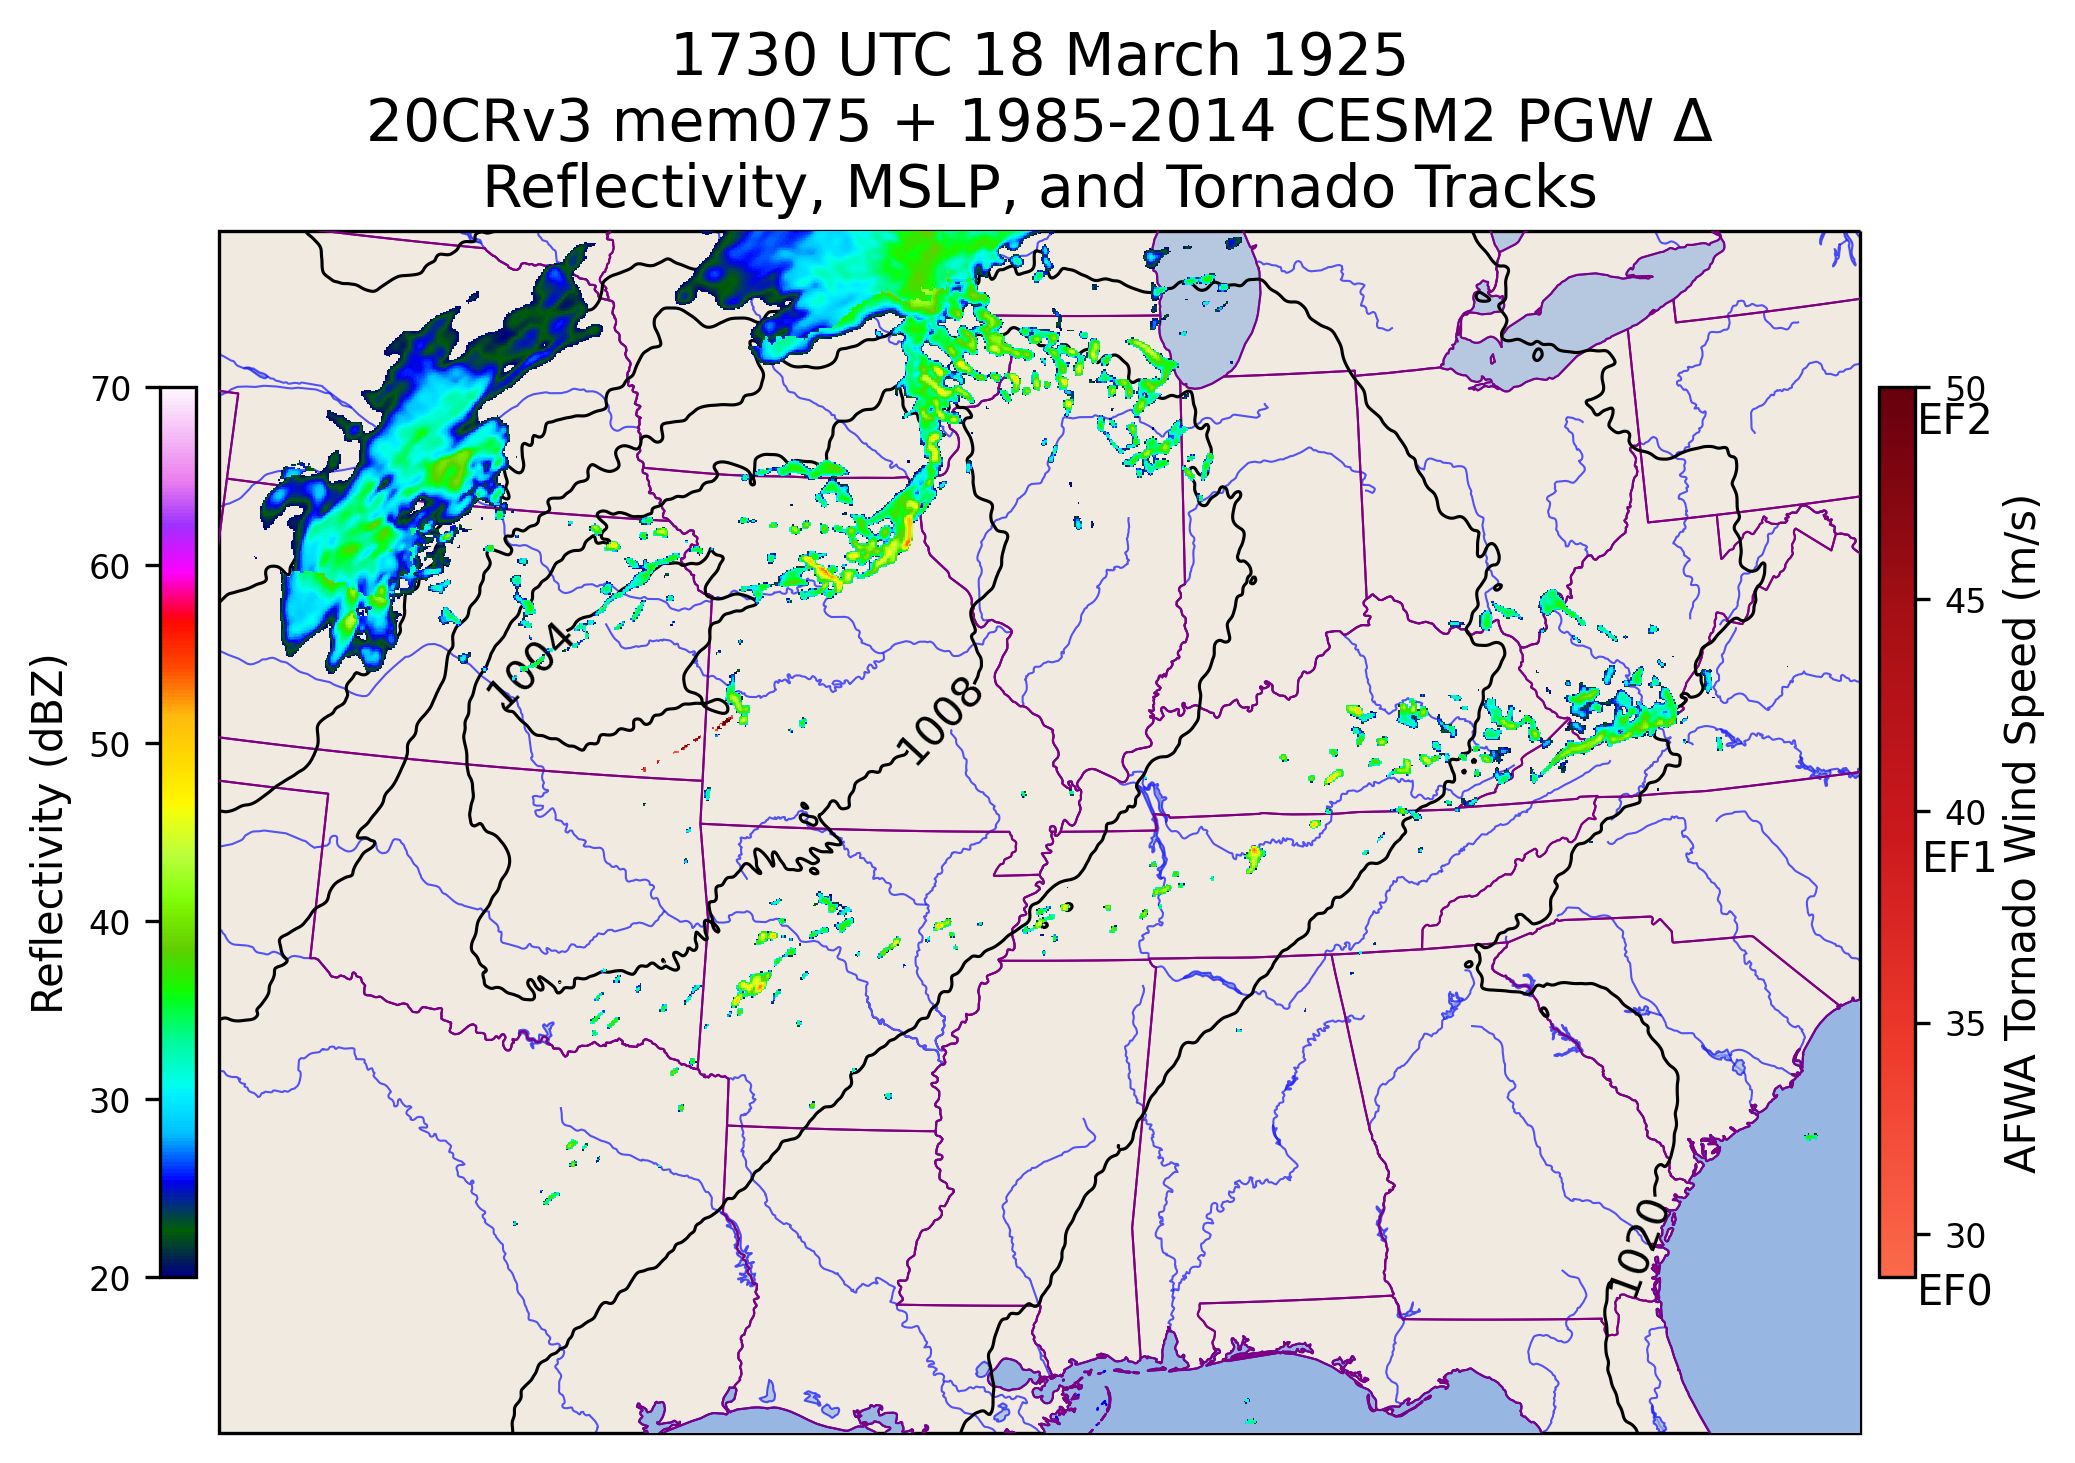 1730 UTC 18 March 1925
20CRv3 mem075 + 1985-2014 CESM2 PGW Δ
Reflectivity, MSLP, and Tornado Tracks
70
60
50
40
30
20
Reflectivity (dBZ)
1004
1008
1020
50
EF2
45
40
EF1
35
30
EF0
AFWA Tornado Wind Speed (m/s)